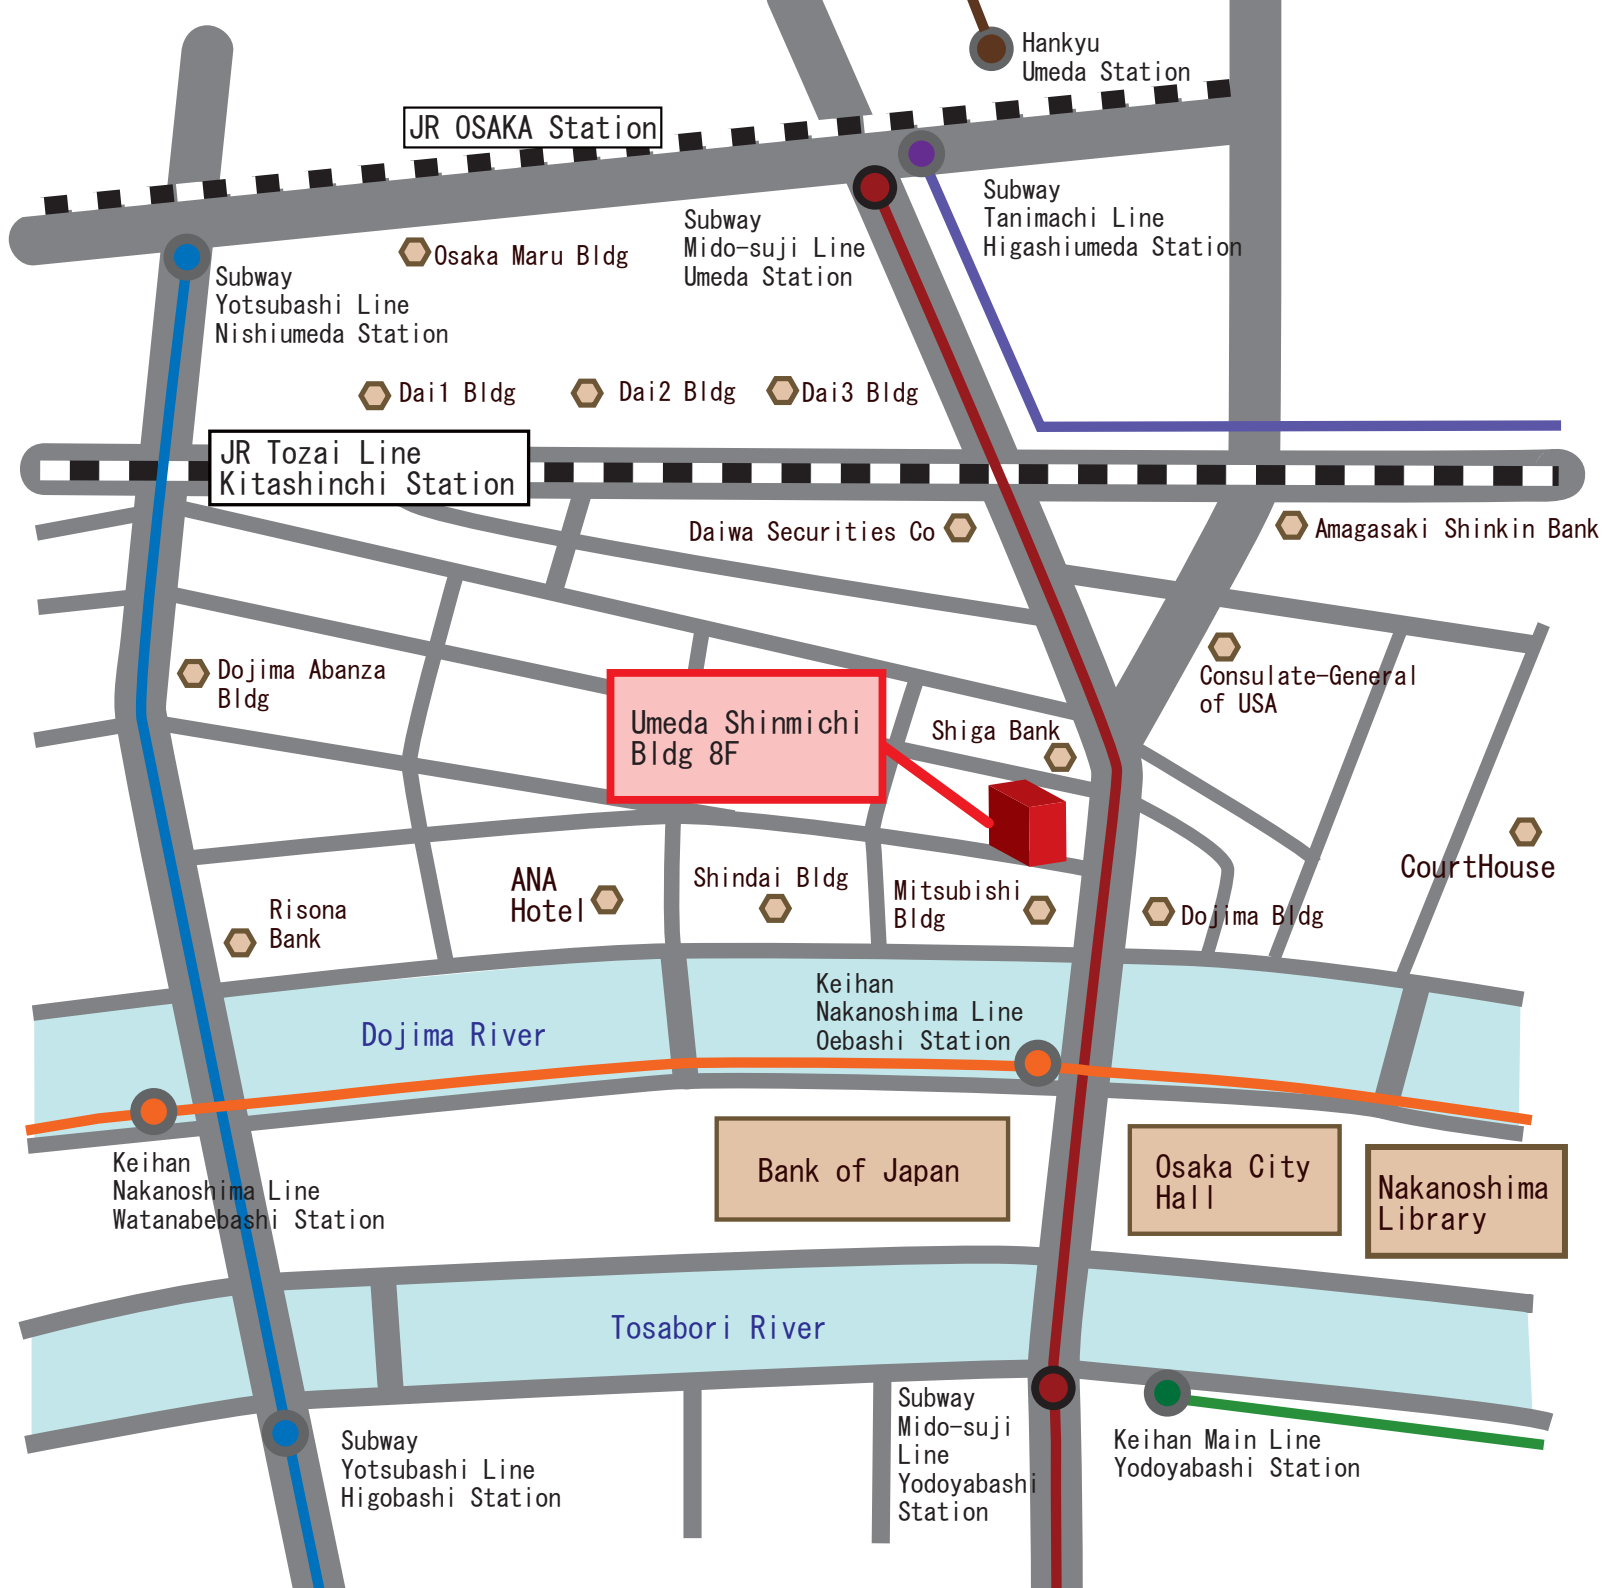 Hankyu
Umeda Station
JR OSAKA Station
Subway
Tanimachi Line
Higashiumeda Station
Subway
Mido-suji Line
Umeda Station
Osaka Maru Bldg
Subway
Yotsubashi Line
Nishiumeda Station
Dai1 Bldg
Dai2 Bldg
Dai3 Bldg
JR Tozai Line
Kitashinchi Station
Daiwa Securities Co
Amagasaki Shinkin Bank
Dojima Abanza
Bldg
Consulate-General
of USA
Umeda Shinmichi
Bldg 8F
Shiga Bank
CourtHouse
ANA
Hotel
Shindai Bldg
Mitsubishi
Bldg
Dojima Bldg
Risona
Bank
Keihan
Nakanoshima Line
Oebashi Station
Dojima River
Keihan
Nakanoshima Line
Watanabebashi Station
Bank of Japan
Osaka City
Hall
Nakanoshima
Library
Tosabori River
Subway
Mido-suji
Line
Yodoyabashi
Station
Keihan Main Line
Yodoyabashi Station
Subway
Yotsubashi Line
Higobashi Station